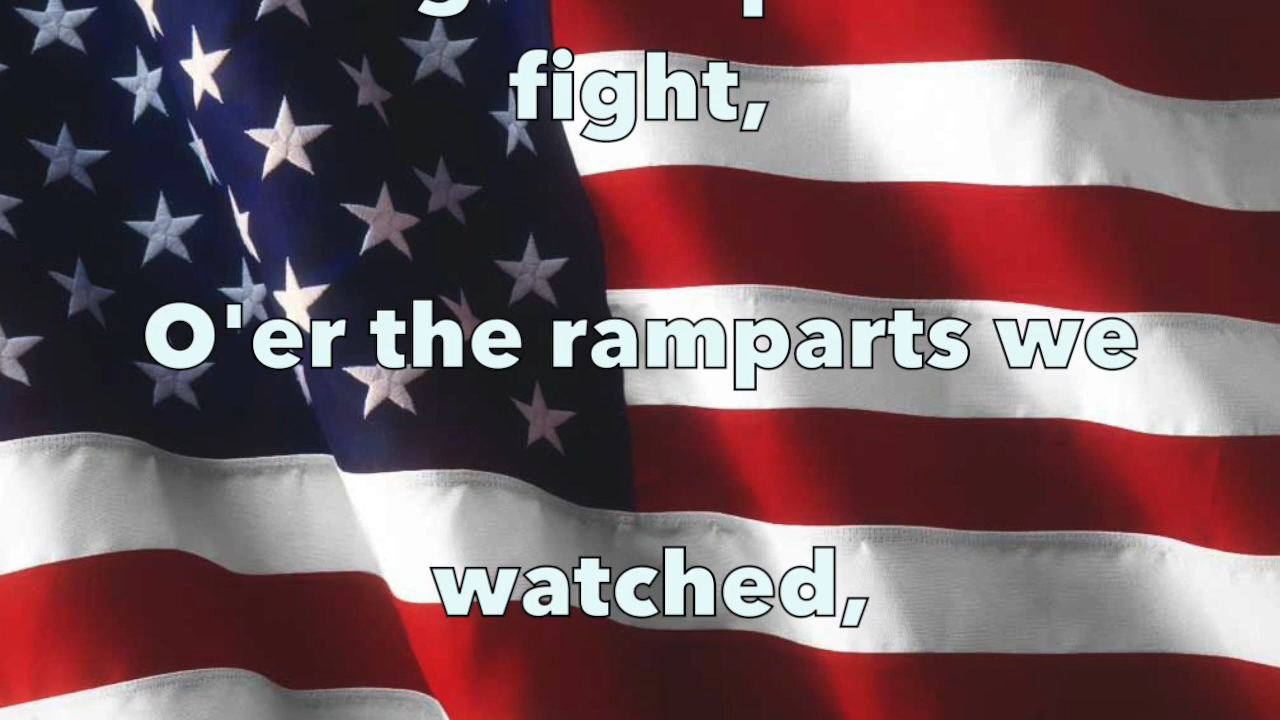 fight,
O'er the ramparts we
watched,